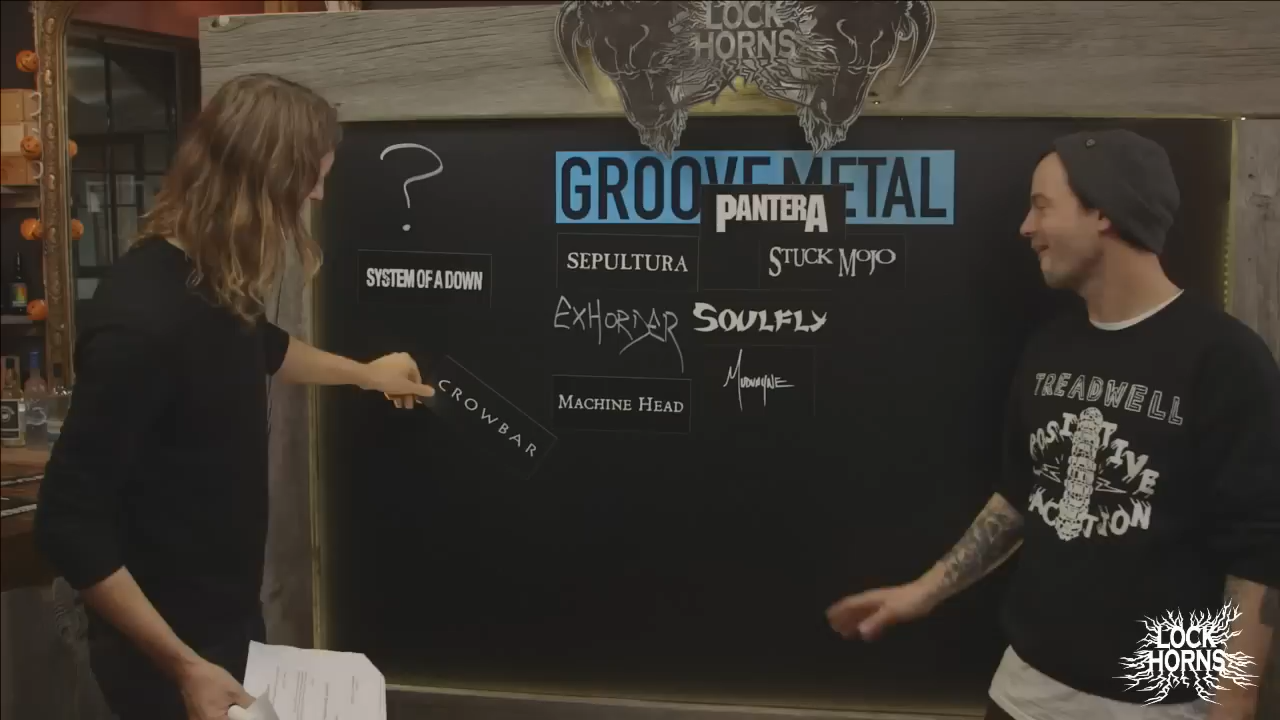 LOCK
HORNS
?
GROOVE METAL
PANTERA
SEPULTURA
STUCK MOJO
SYSTEM OF A DOWN
EXHORDER
SOULFLY
MUDVAYNE
CROWBAR
MACHINE HEAD
TREADWELL
POSITIVE
ACTION
LOCK
HORNS